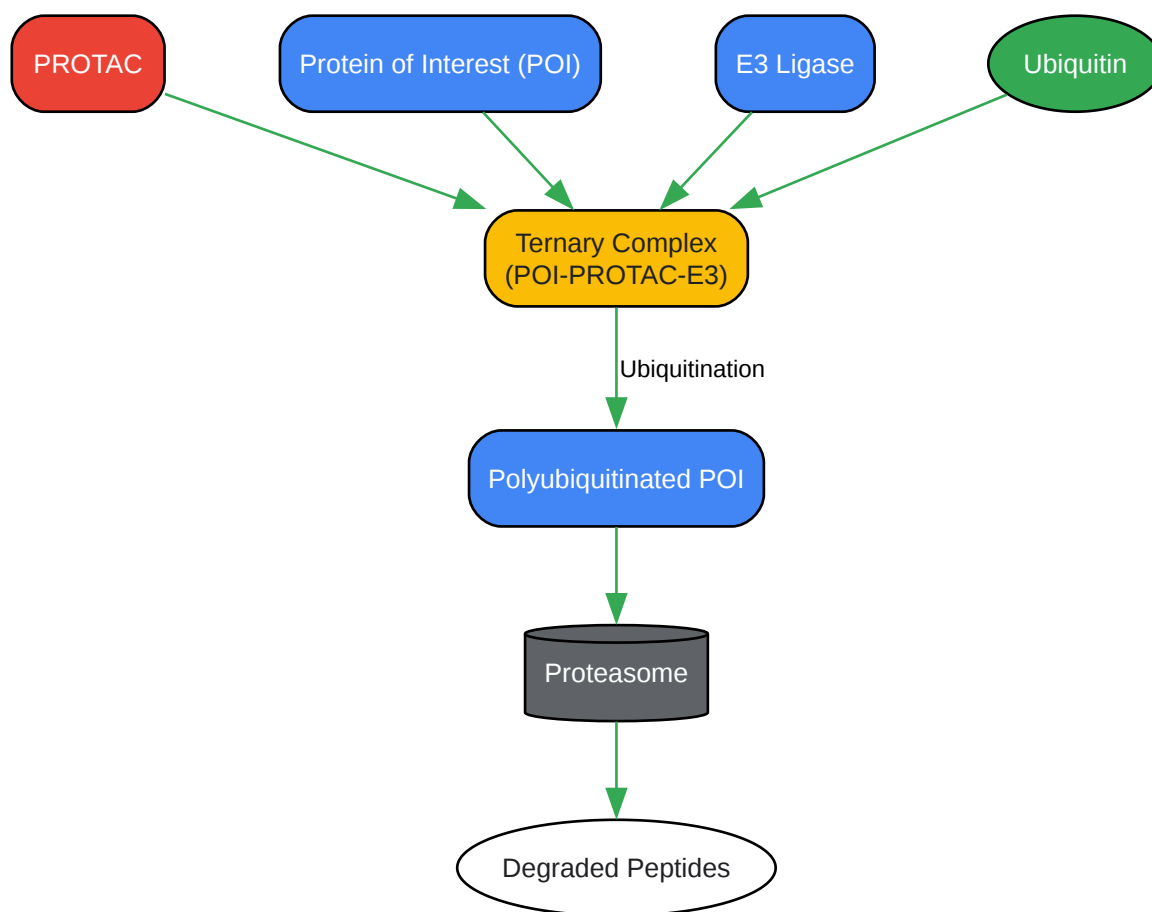 PROTAC
Protein of Interest (POI)
E3 Ligase
Ubiquitin
Ternary Complex
(POI-PROTAC-E3)
Ubiquitination
Polyubiquitinated POI
Proteasome
Degraded Peptides